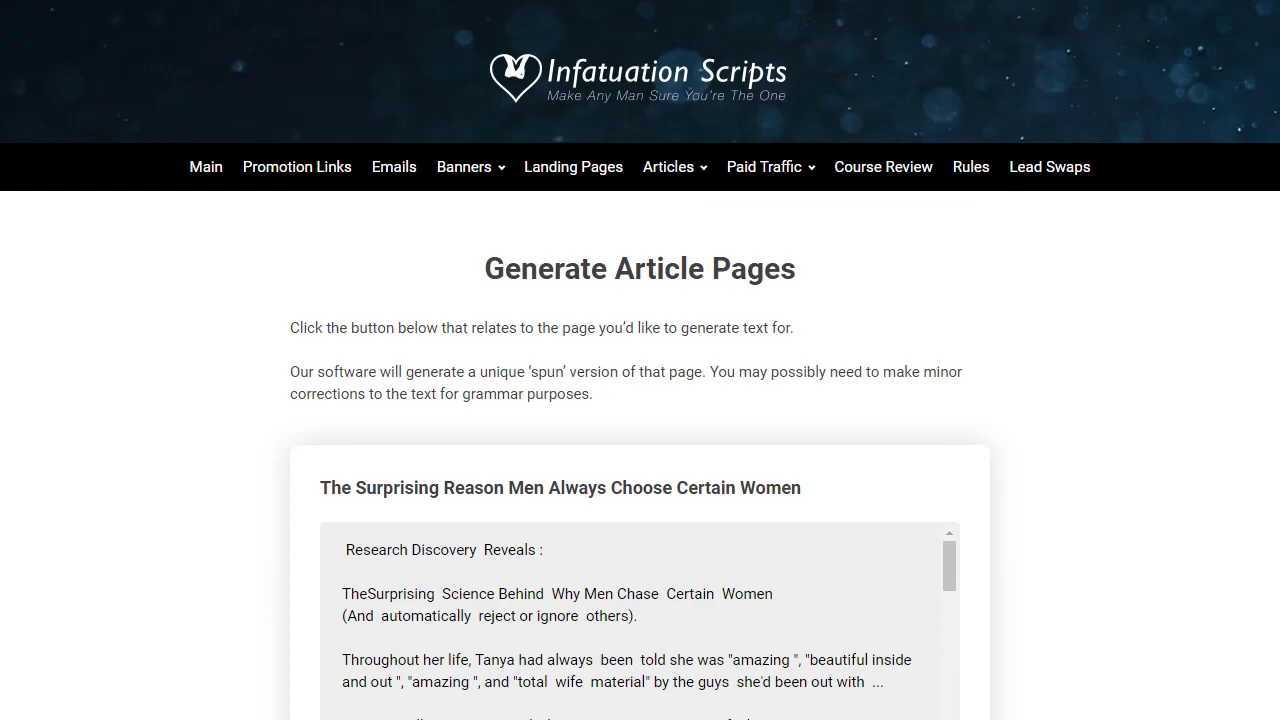 Infatuation Scripts
Make Any Man Sure You're The One
Main Promotion Links Emails Banners Landing Pages Articles Paid Traffic Course Review Rules Lead Swaps
Generate Article Pages
Click the button below that relates to the page you’d like to generate text for.
Our software will generate a unique ‘spun’ version of that page. You may possibly need to make minor
corrections to the text for grammar purposes.
The Surprising Reason Men Always Choose Certain Women
Research Discovery Reveals :
TheSurprising Science Behind Why Men Chase Certain Women
(And automatically reject or ignore others).
Throughout her life, Tanya had always been told she was "amazing ", "beautiful inside
and out ", "amazing ", and "total wife material" by the guys she'd been out with ...